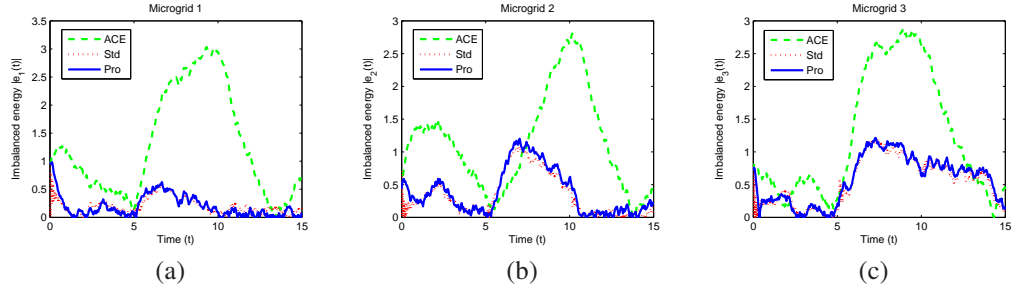 Microgrid 1
3.5
3
2.5
2
1.5
1
0.5
0
0 5 10 15
Imbalanced energy |e1(t)|
Time (t)
ACE
Std
Pro
(a)
Microgrid 2
3
2.5
2
1.5
1
0.5
0
0 5 10 15
Imbalanced energy |e2(t)|
Time (t)
ACE
Std
Pro
(b)
Microgrid 3
3
2.5
2
1.5
1
0.5
0
0 5 10 15
Imbalanced energy |e3(t)|
Time (t)
ACE
Std
Pro
(c)